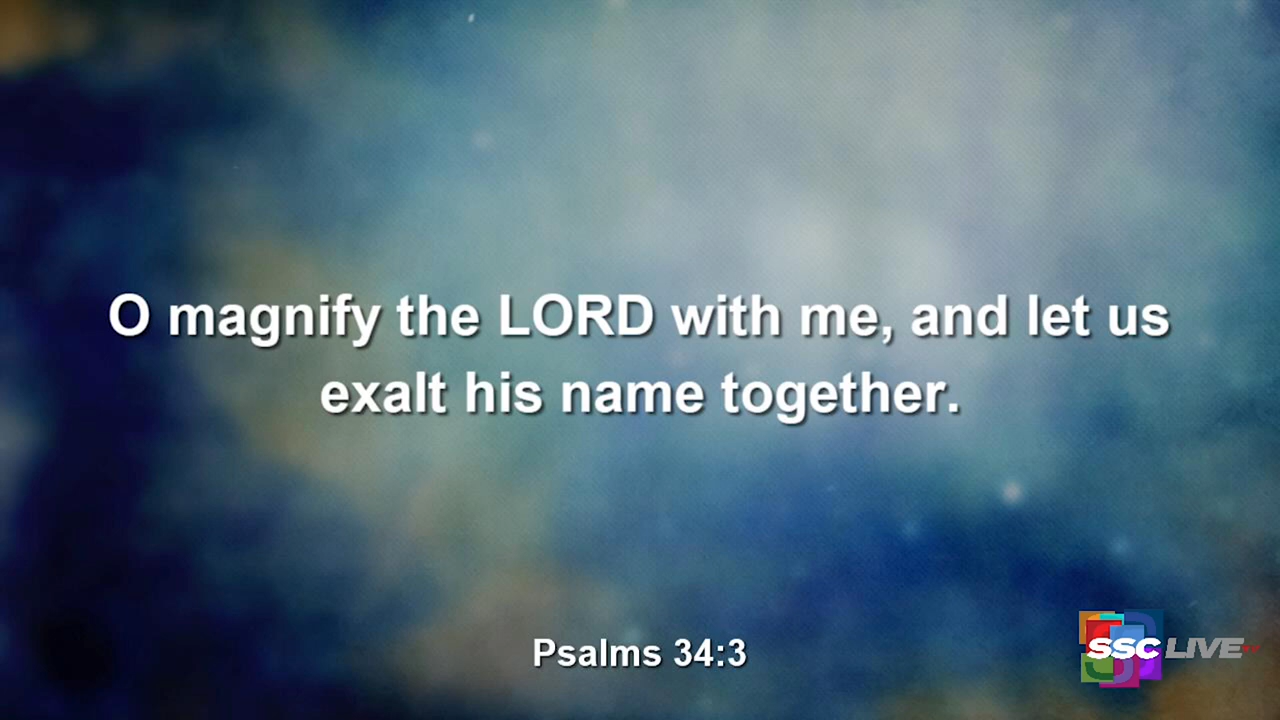 O magnify the LORD with me, and let us
exalt his name together.
Psalms 34:3
SSC LIVE